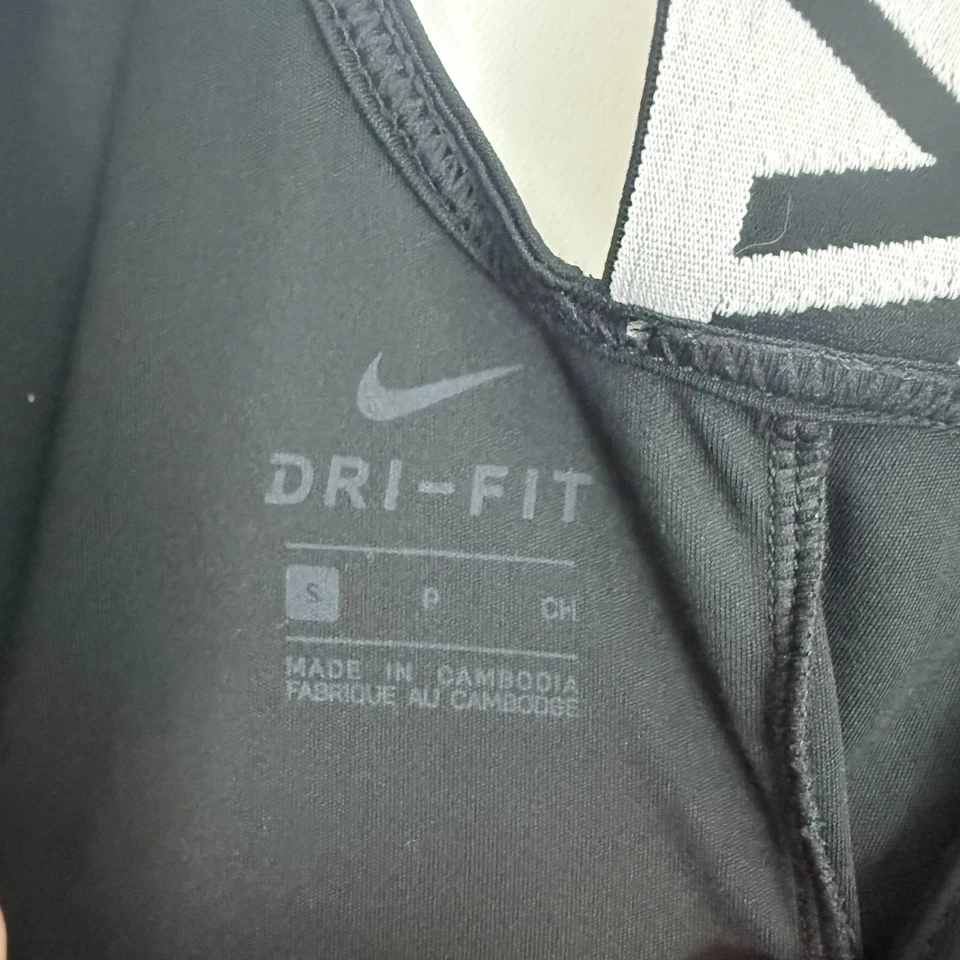 DRI-FIT
S P CH
MADE IN CAMBODIA
FABRIQUE AU CAMBODGE